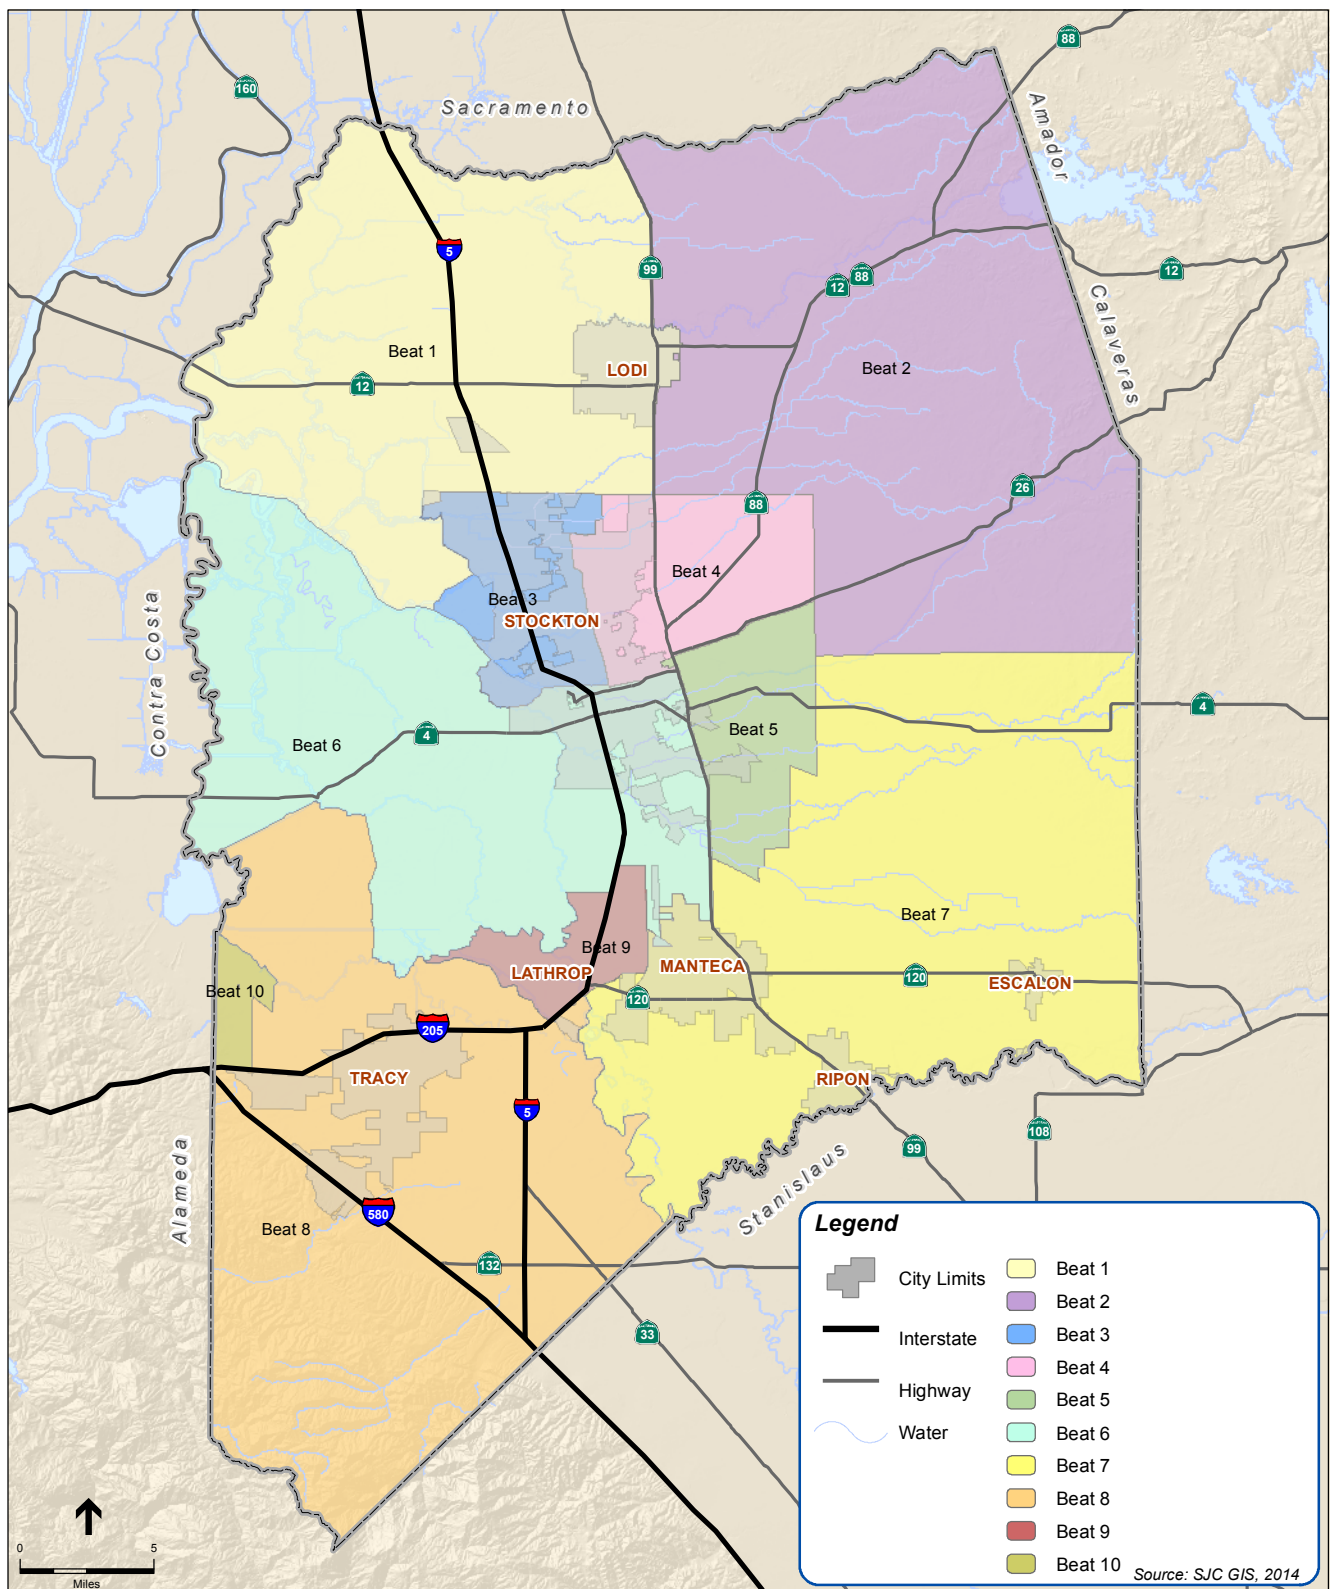 88
160
Sacramento
Amador
5
99
88
12
12
Calaveras
Beat 1
LODI
Beat 2
12
26
88
Beat 4
Contra Costa
Beat 3
STOCKTON
4
Beat 5
4
Beat 6
Beat 7
Beat 9
MANTECA
LATHROP
120
ESCALON
Beat 10
120
205
TRACY
RIPON
5
108
Alameda
99
Stanislaus
580
Beat 8
132
33
Legend
City Limits
Interstate
Highway
Water
Beat 1
Beat 2
Beat 3
Beat 4
Beat 5
Beat 6
Beat 7
Beat 8
Beat 9
Beat 10
Source: SJC GIS, 2014
0 5
Miles